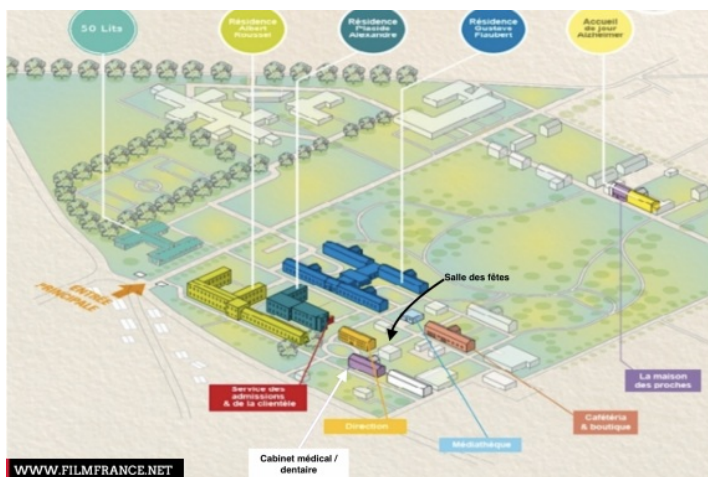 50 Lits
Résidence
Albert
Roussel
Résidence
Placide
Alexandre
Résidence
Gustave
Flaubert
Accueil
de jour
Alzheimer
Salle des fêtes
ENTRÉE
PRINCIPALE
La maison
des proches
Service des
admissions
& de la clientèle
Cafétéria
& boutique
Direction
Médiathèque
Cabinet médical /
dentaire
WWW.FILMFRANCE.NET